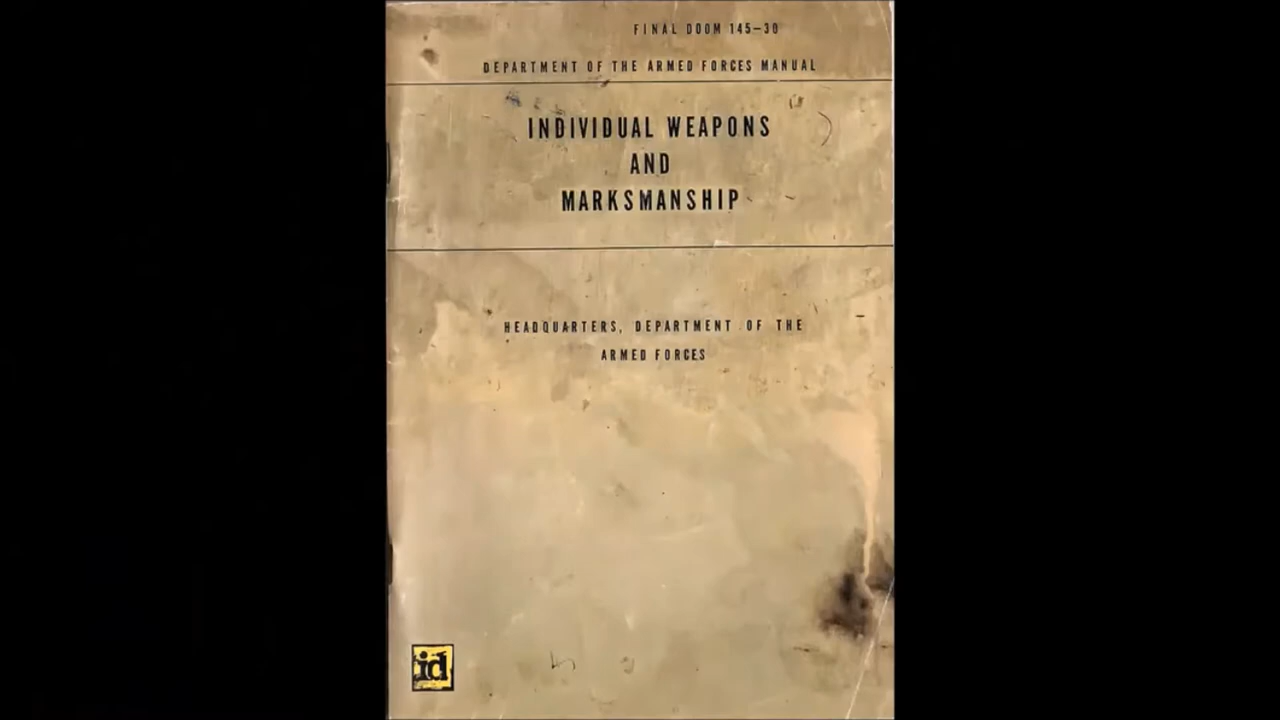 FINAL DOOM 145–30
DEPARTMENT OF THE ARMED FORCES MANUAL
INDIVIDUAL WEAPONS
AND
MARKSMANSHIP
HEADQUARTERS, DEPARTMENT OF THE
ARMED FORCES
id